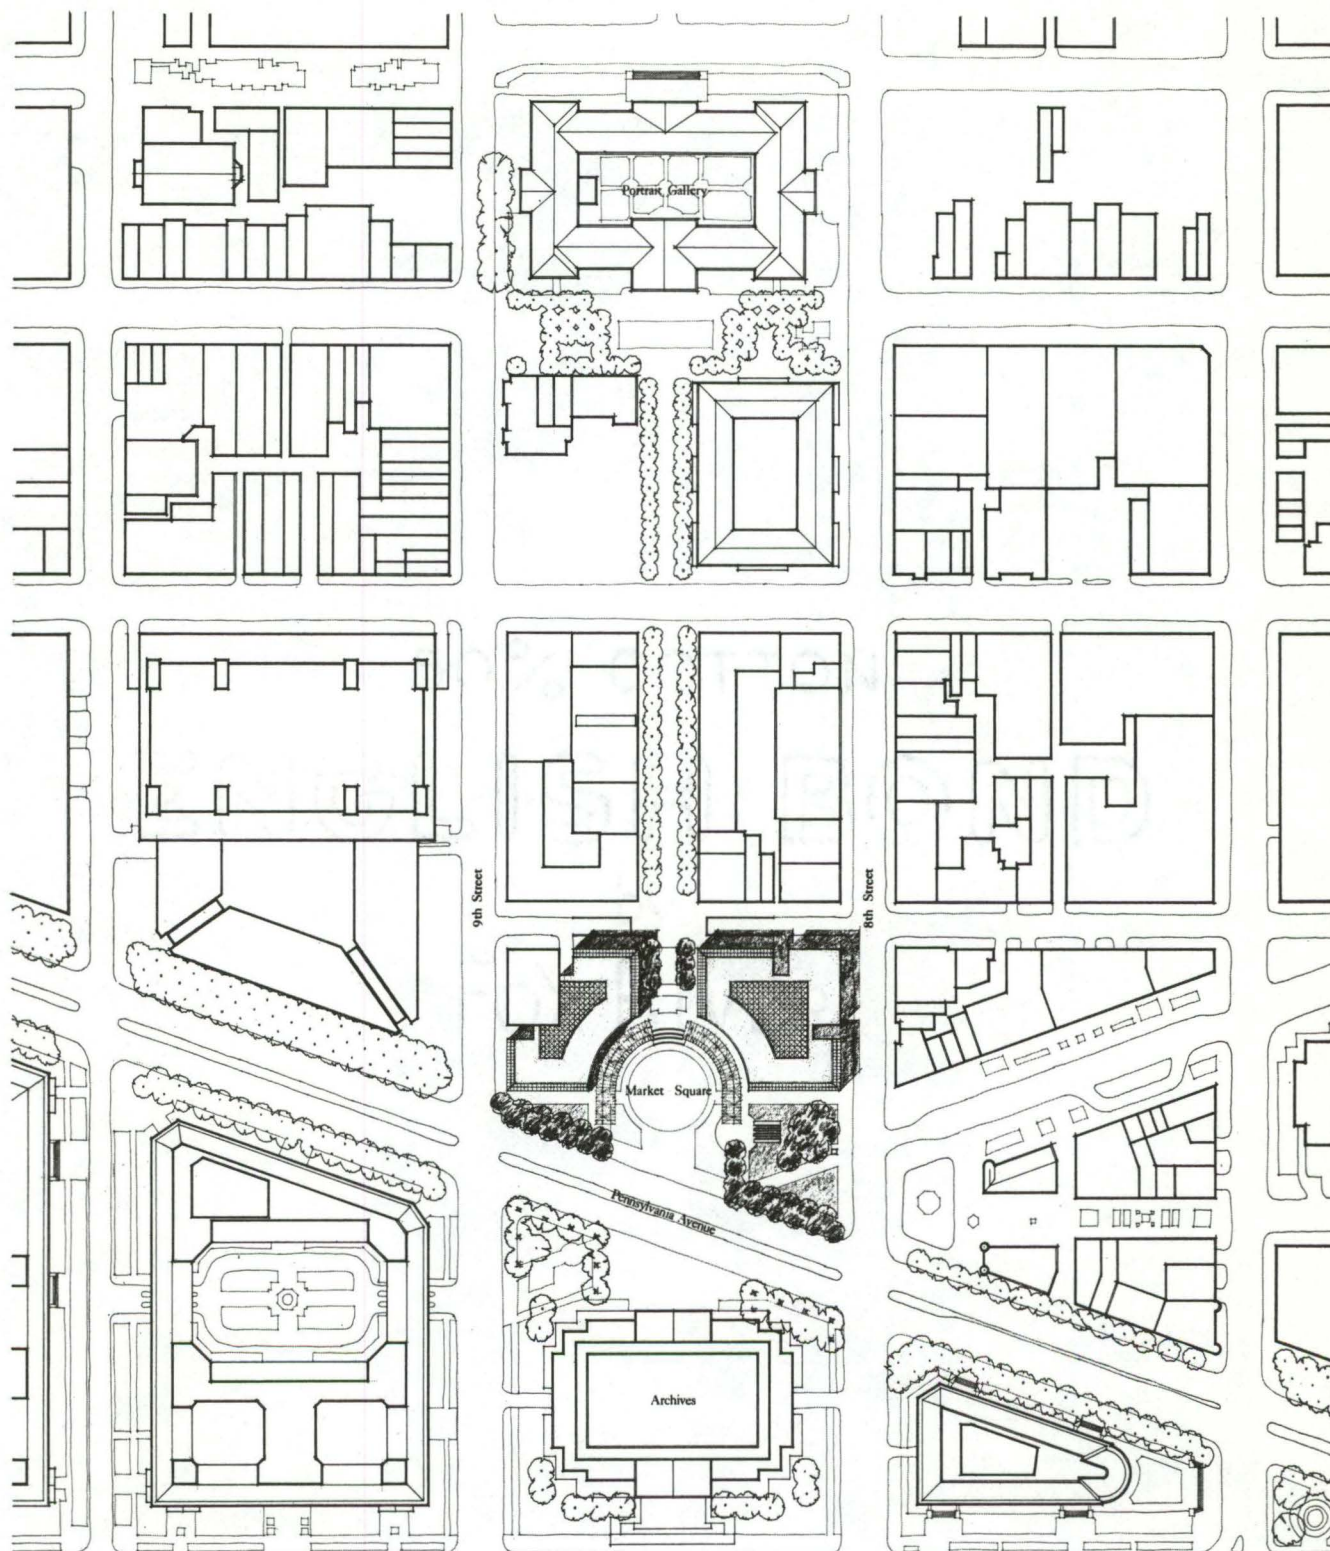 Portrait Gallery
9th Street
8th Street
Market Square
Pennsylvania Avenue
Archives